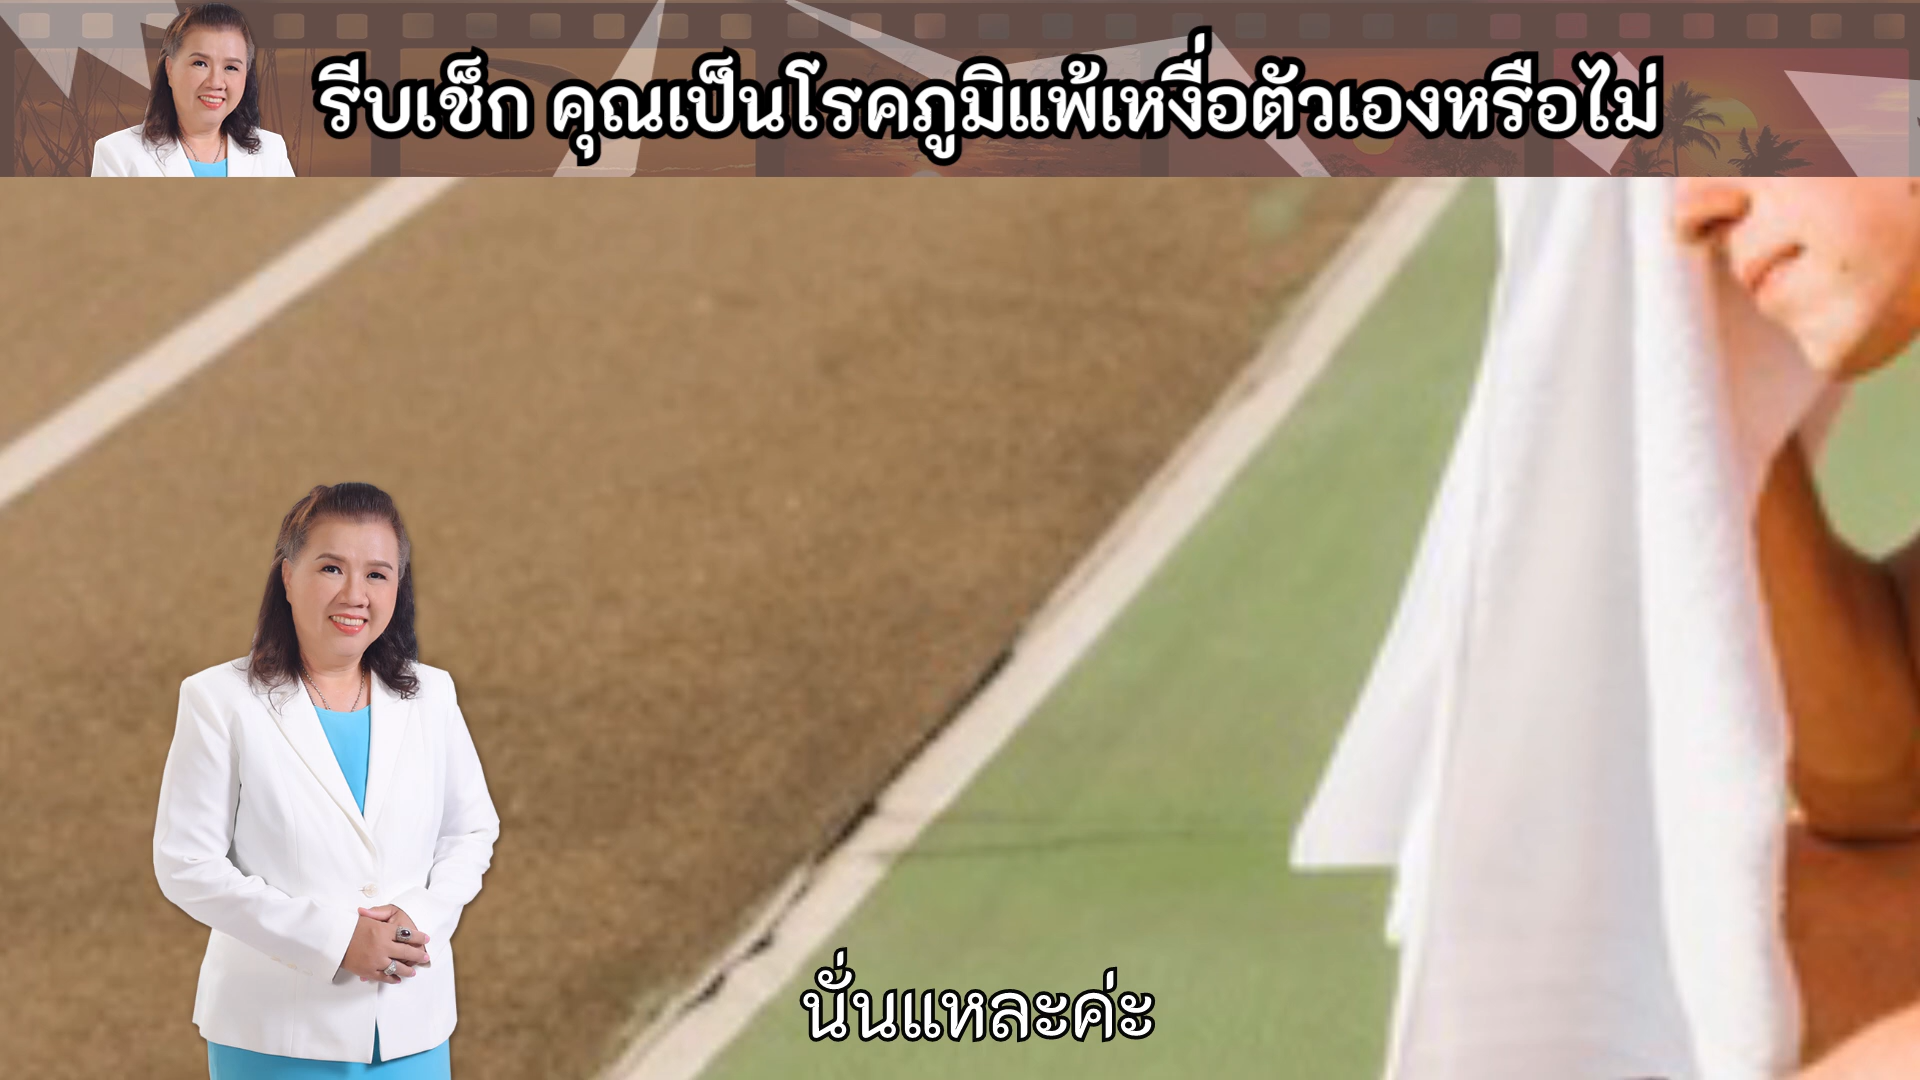 รีบเช็ก คุณเป็นโรคภูมิแพ้เหงื่อตัวเองหรือไม่
นั่นแหละค่ะ